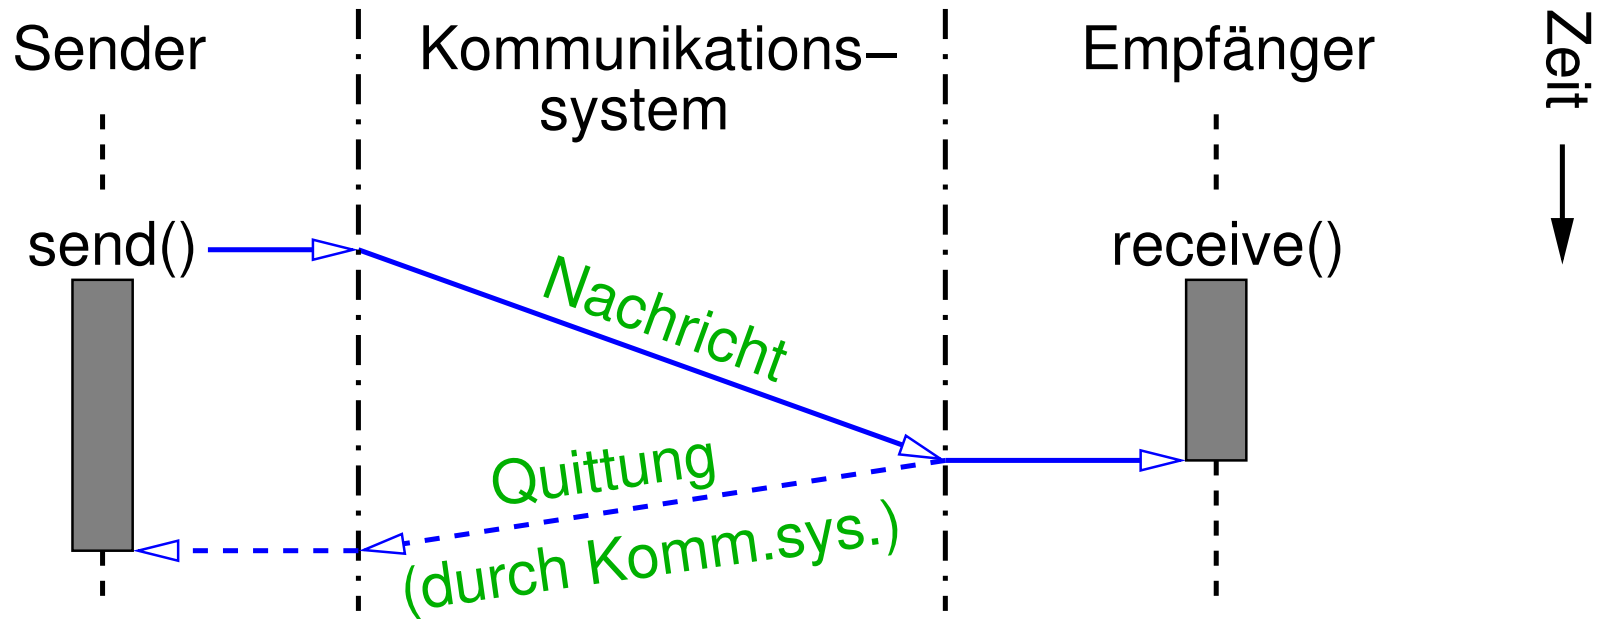 Sender
Kommunikations–
system
Empfänger
Zeit
send()
receive()
Nachricht
Quittung
(durch Komm.sys.)